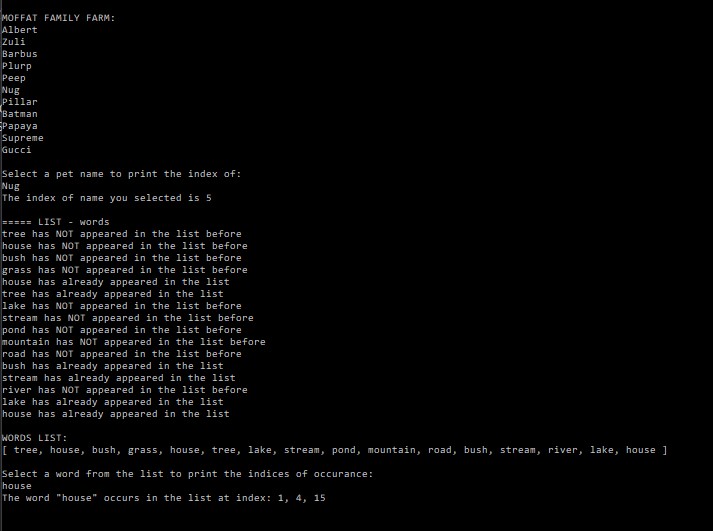 MOFFAT FAMILY FARM:
Albert
Zuli
Barbus
Plurp
Peep
Nug
Pillar
Batman
Papaya
Supreme
Gucci
Select a pet name to print the index of:
Nug
The index of name you selected is 5
===== LIST - words
tree has NOT appeared in the list before
house has NOT appeared in the list before
bush has NOT appeared in the list before
grass has NOT appeared in the list before
house has already appeared in the list
tree has already appeared in the list
lake has NOT appeared in the list before
stream has NOT appeared in the list before
pond has NOT appeared in the list before
mountain has NOT appeared in the list before
road has NOT appeared in the list before
bush has already appeared in the list
stream has already appeared in the list
river has NOT appeared in the list before
lake has already appeared in the list
house has already appeared in the list
WORDS LIST:
[ tree, house, bush, grass, house, tree, lake, stream, pond, mountain, road, bush, stream, river, lake, house ]
Select a word from the list to print the indices of occurance:
house
The word "house" occurs in the list at index: 1, 4, 15